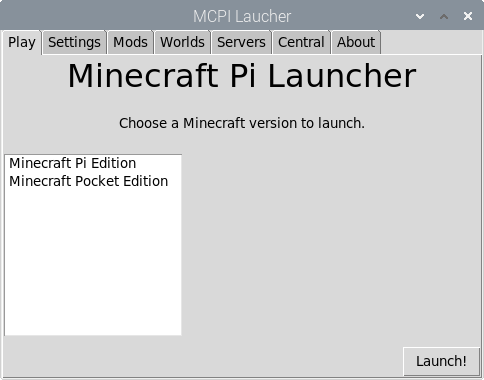 MCPI Laucher
Play Settings Mods Worlds Servers Central About
Minecraft Pi Launcher
Choose a Minecraft version to launch.
Minecraft Pi Edition
Minecraft Pocket Edition
Launch!